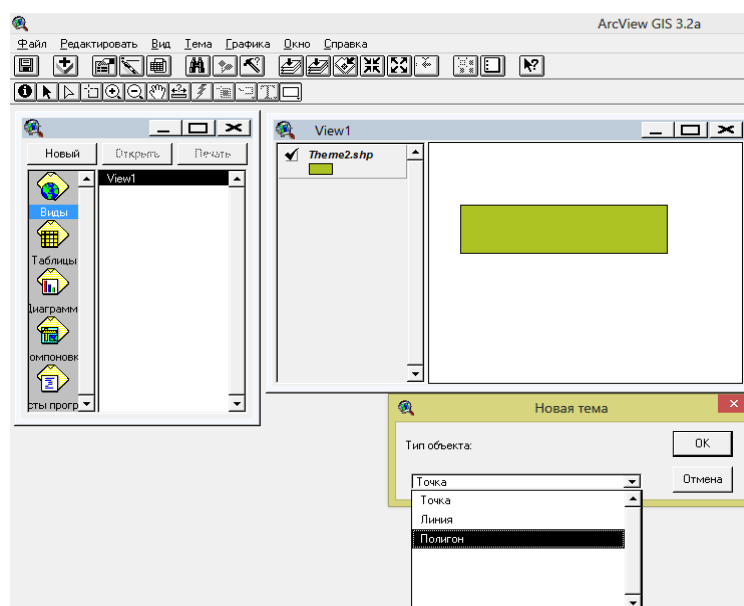 ArcView GIS 3.2a
Файл Редактировать Вид Тема Графика Окно Справка
View1
Новый Открыть Печать
Theme2.shp
View1
Виды
Таблицы
Диаграмм
омпоновк
сты прогр
Новая тема
Тип объекта:
OK
Точка
Отмена
Точка
Линия
Полигон